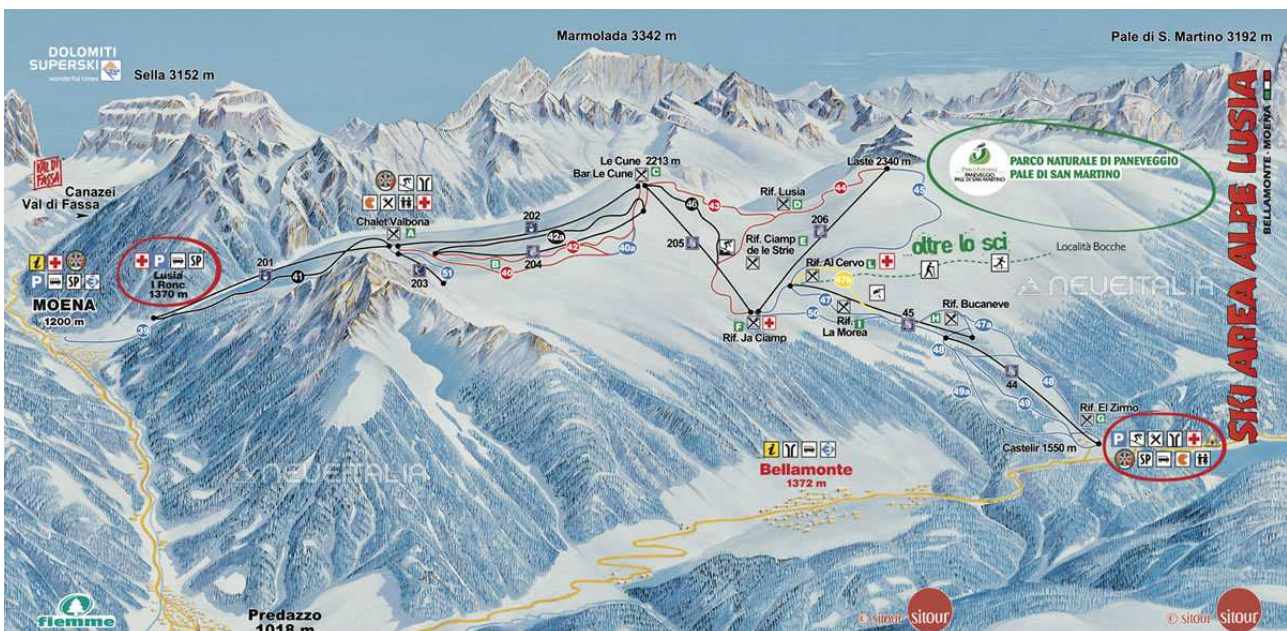 DOLOMITI
SUPERSKI
wonderful times
Sella 3152 m
Marmolada 3342 m
Pale di S. Martino 3192 m
SKI AREA ALPE LUSIA
BELLAMONTE - MOENA
VAL DI
FASSA
Canazei
Val di Fassa
Le Cune 2213 m
Bar Le Cune
C
Laste 2340 m
PARCO NATURALE DI PANEVEGGIO
PALE DI SAN MARTINO
PANEVEGGIO
PALE DI SAN MARTINO
Chalet Valbona
A
202
42a
46
43
Rif. Lusia
D
44
45
206
205
E
Rif. Ciamp
de le Strie
oltre lo sci
Località Bocche
201
41
203
51
B
40
42
204
40a
Rif. Al Cervo
L
i
P
SP
MOENA
1200 m
P
SP
Lusia
I Ronc
1370 m
F
Rif. Ja Ciamp
50
47
Rif.
La Morea
I
45
H
Rif. Bucaneve
47a
NEVEITALIA
48
49a
49
44
48
Rif. El Zirmo
G
Castelir 1550 m
P
SP
NEVEITALIA
i
Bellamonte
1372 m
fiemme
Predazzo
1018 m
© sitour
sitour
© sitour
sitour